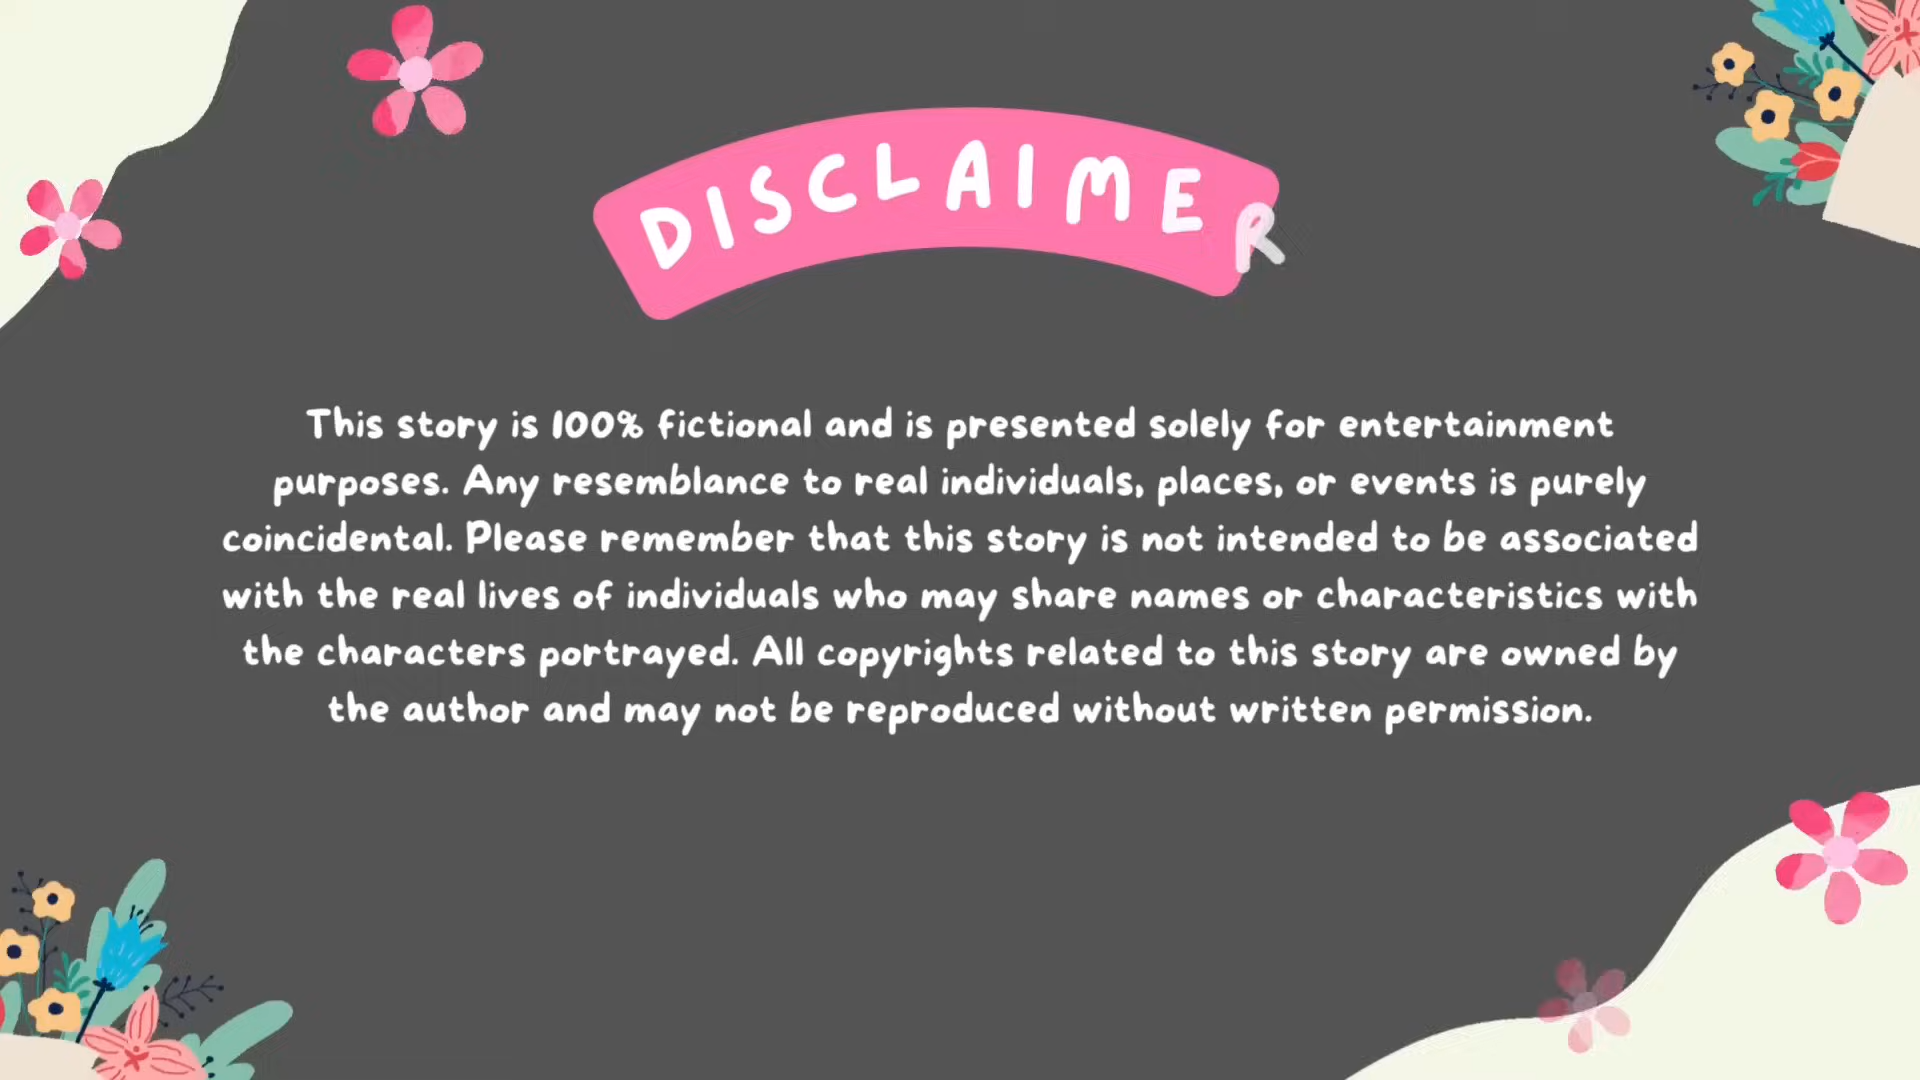 DISCLAIMER
This story is 100% fictional and is presented solely for entertainment
purposes. Any resemblance to real individuals, places, or events is purely
coincidental. Please remember that this story is not intended to be associated
with the real lives of individuals who may share names or characteristics with
the characters portrayed. All copyrights related to this story are owned by
the author and may not be reproduced without written permission.